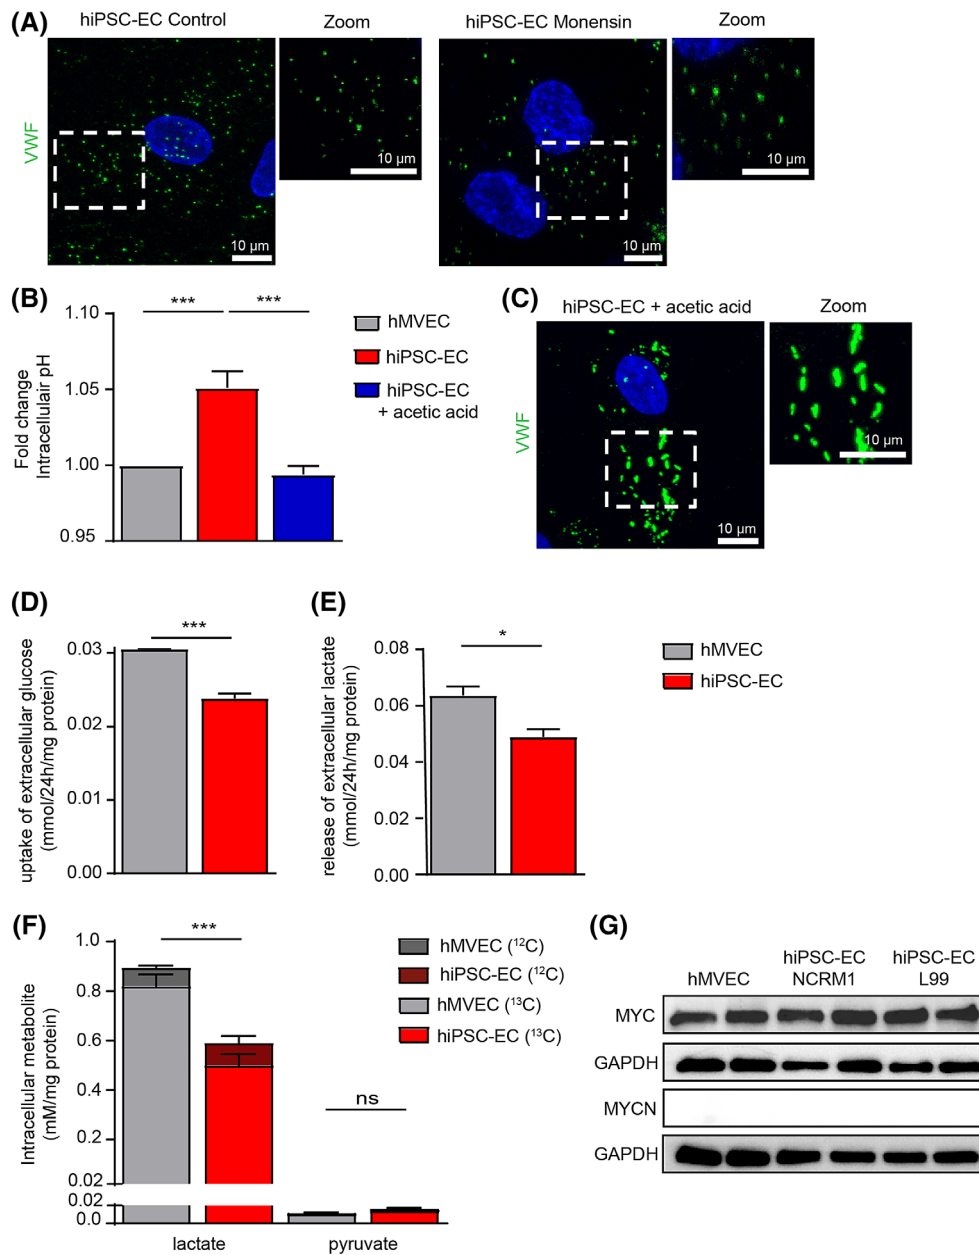 (A)
hiPSC-EC Control
Zoom
hiPSC-EC Monensin
Zoom
VWF
10 µm
10 µm
10 µm
10 µm
(B)
Fold change
Intracellulair pH
1.10
1.05
1.00
0.95
***
***
hMVEC
hiPSC-EC
hiPSC-EC
+ acetic acid
(C)
hiPSC-EC + acetic acid
Zoom
VWF
10 µm
10 µm
(D)
uptake of extracellular glucose
(mmol/24h/mg protein)
0.03
0.02
0.01
0.00
***
(E)
release of extracellular lactate
(mmol/24h/mg protein)
0.08
0.06
0.04
0.02
0.00
*
hMVEC
hiPSC-EC
(F)
Intracellular metabolite
(mM/mg protein)
1.0
0.8
0.6
0.4
0.2
0.02
0.02
0.0
***
ns
lactate
pyruvate
hMVEC (¹²C)
hiPSC-EC (¹²C)
hMVEC (¹³C)
hiPSC-EC (¹³C)
(G)
hMVEC
hiPSC-EC
NCRM1
hiPSC-EC
L99
MYC
GAPDH
MYCN
GAPDH